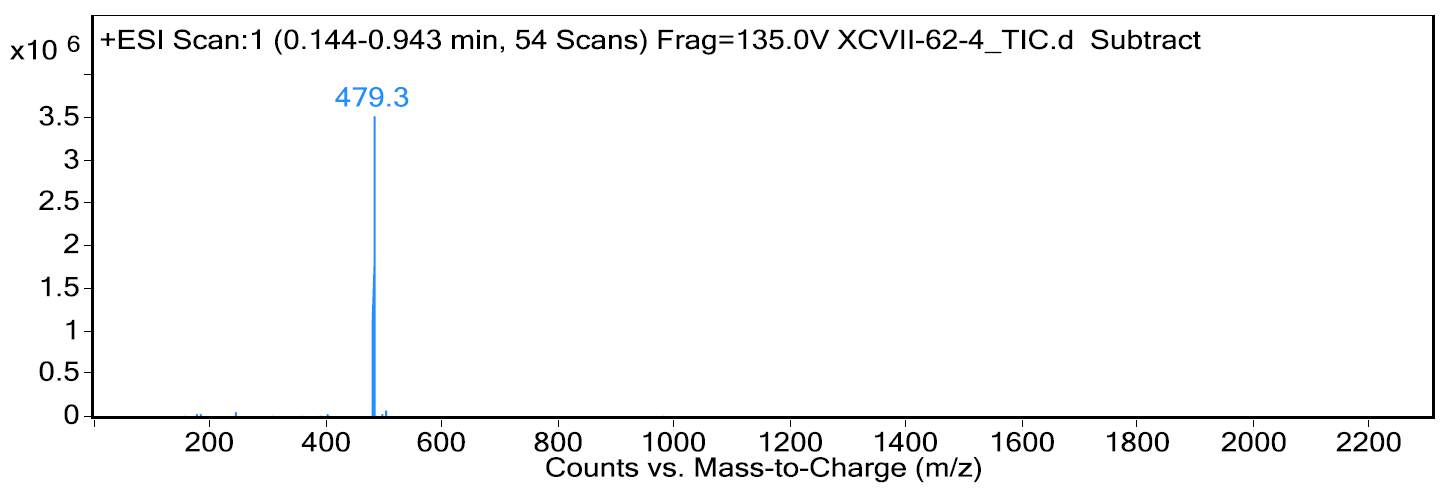 x10 6
+ESI Scan:1 (0.144-0.943 min, 54 Scans) Frag=135.0V XCVII-62-4_TIC.d Subtract
479.3
3.5
3
2.5
2
1.5
1
0.5
0
200 400 600 800 1000 1200 1400 1600 1800 2000 2200
Counts vs. Mass-to-Charge (m/z)